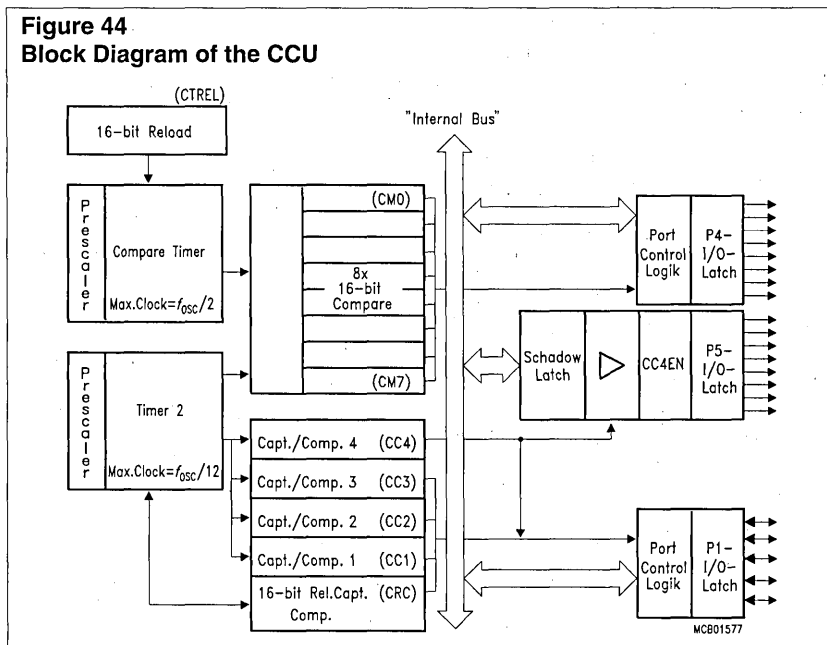 Figure 44
Block Diagram of the CCU
(CTREL)
16-bit Reload
"Internal Bus"
Prescaler
Compare Timer
Max.Clock=fOSC/2
(CM0)
8x
16-bit
Compare
(CM7)
Port
Control
Logik
P4-
I/O-
Latch
Schadow
Latch
CC4EN
P5-
I/O-
Latch
Prescaler
Timer 2
Max.Clock=fOSC/12
Capt./Comp. 4 (CC4)
Capt./Comp. 3 (CC3)
Capt./Comp. 2 (CC2)
Capt./Comp. 1 (CC1)
16-bit Rel.Capt. (CRC)
Comp.
Port
Control
Logik
P1-
I/O-
Latch
MCB01577